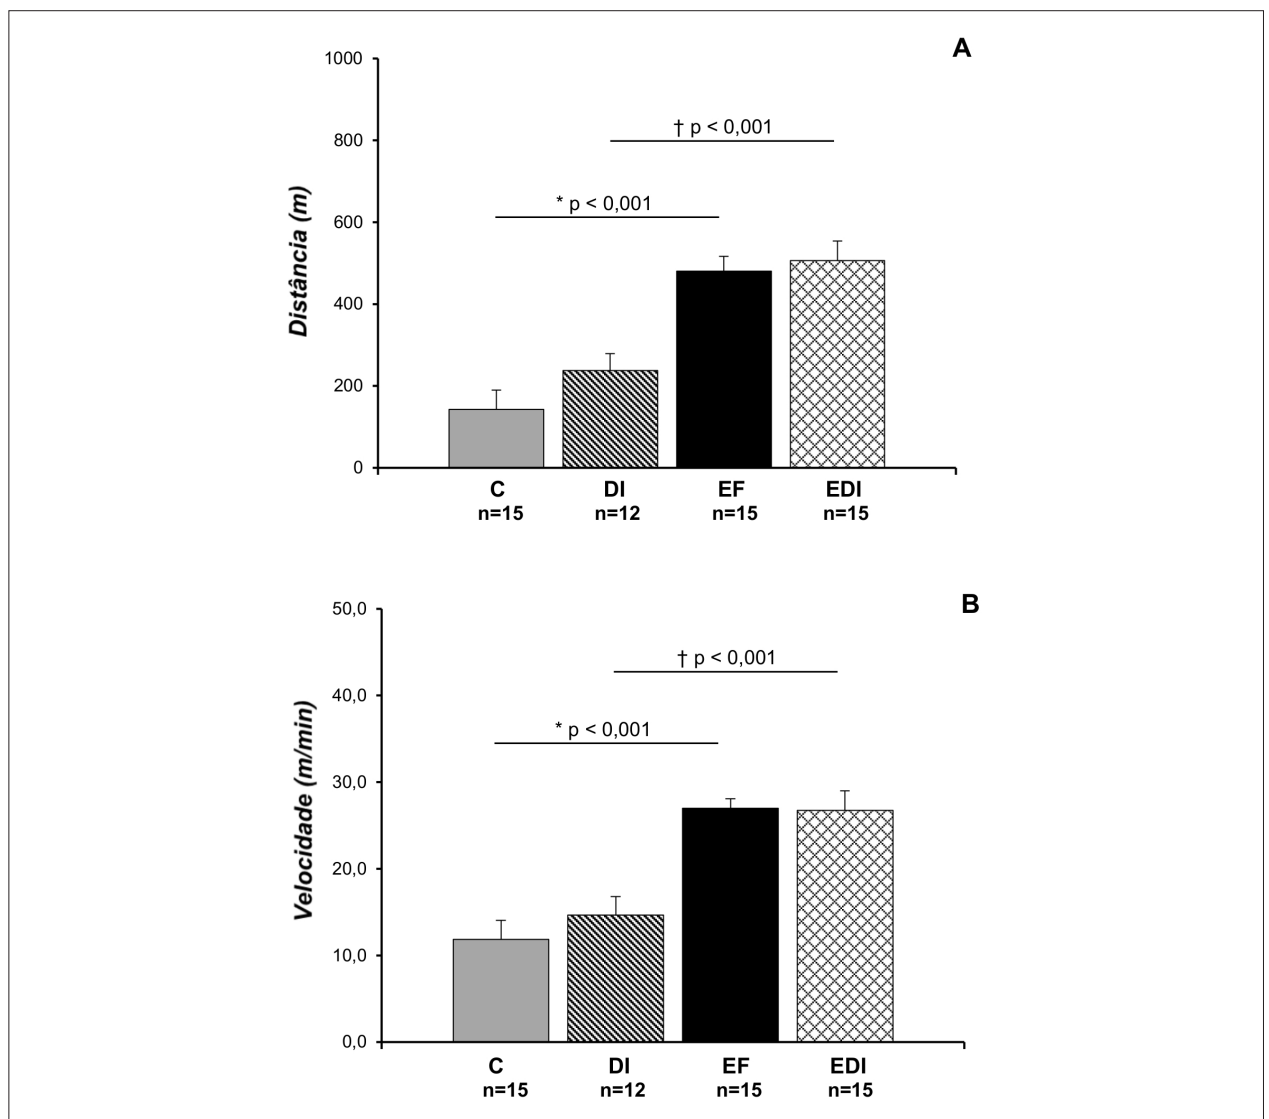 A
1000
800
600
400
200
0
Distância (m)
† p < 0,001
* p < 0,001
C DI EF EDI
n=15 n=12 n=15 n=15
B
50,0
40,0
30,0
20,0
10,0
0,0
Velocidade (m/min)
† p < 0,001
* p < 0,001
C DI EF EDI
n=15 n=12 n=15 n=15